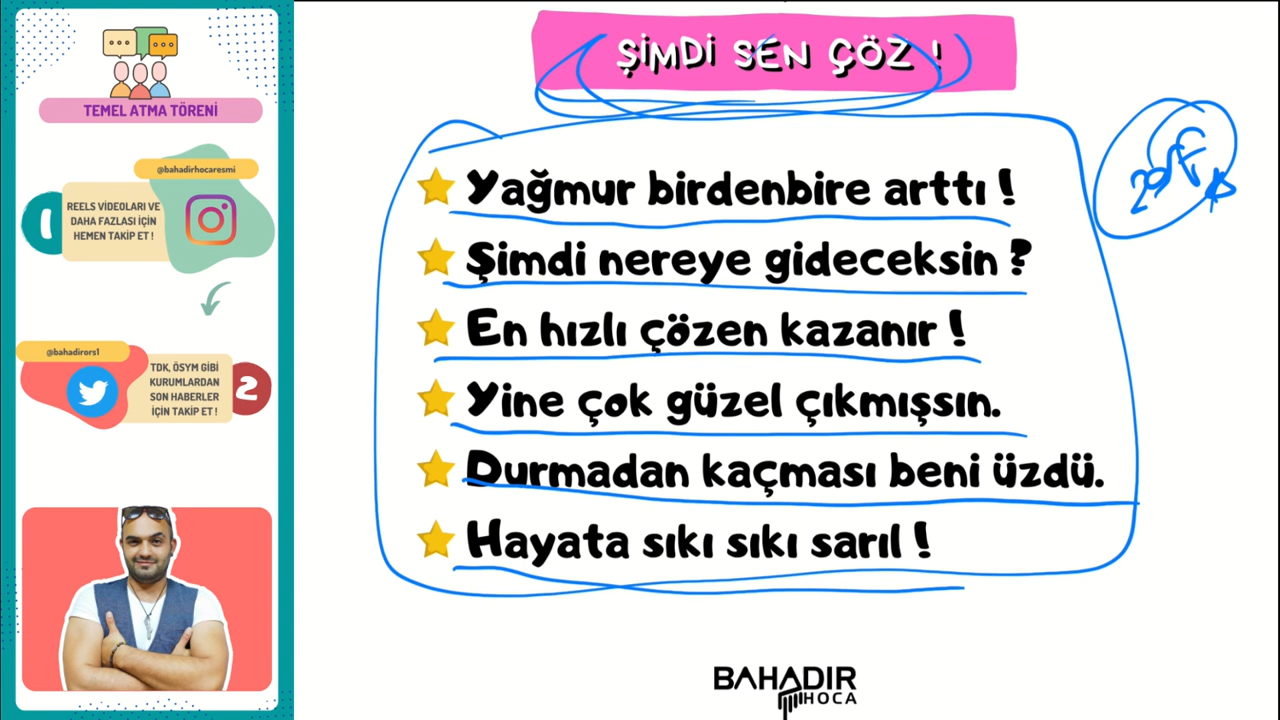 TEMEL ATMA TÖRENİ
@bahadirhocaresmi
1
REELS VİDEOLARI VE
DAHA FAZLASI İÇİN
HEMEN TAKİP ET !
@bahadirors1
TDK, ÖSYM GİBİ
KURUMLARDAN
SON HABERLER
İÇİN TAKİP ET !
2
ŞİMDİ SEN ÇÖZ !
Yağmur birdenbire arttı !
Şimdi nereye gideceksin ?
En hızlı çözen kazanır !
Yine çok güzel çıkmışsın.
Durmadan kaçması beni üzdü.
Hayata sıkı sıkı sarıl !
BAHADIR
HOCA